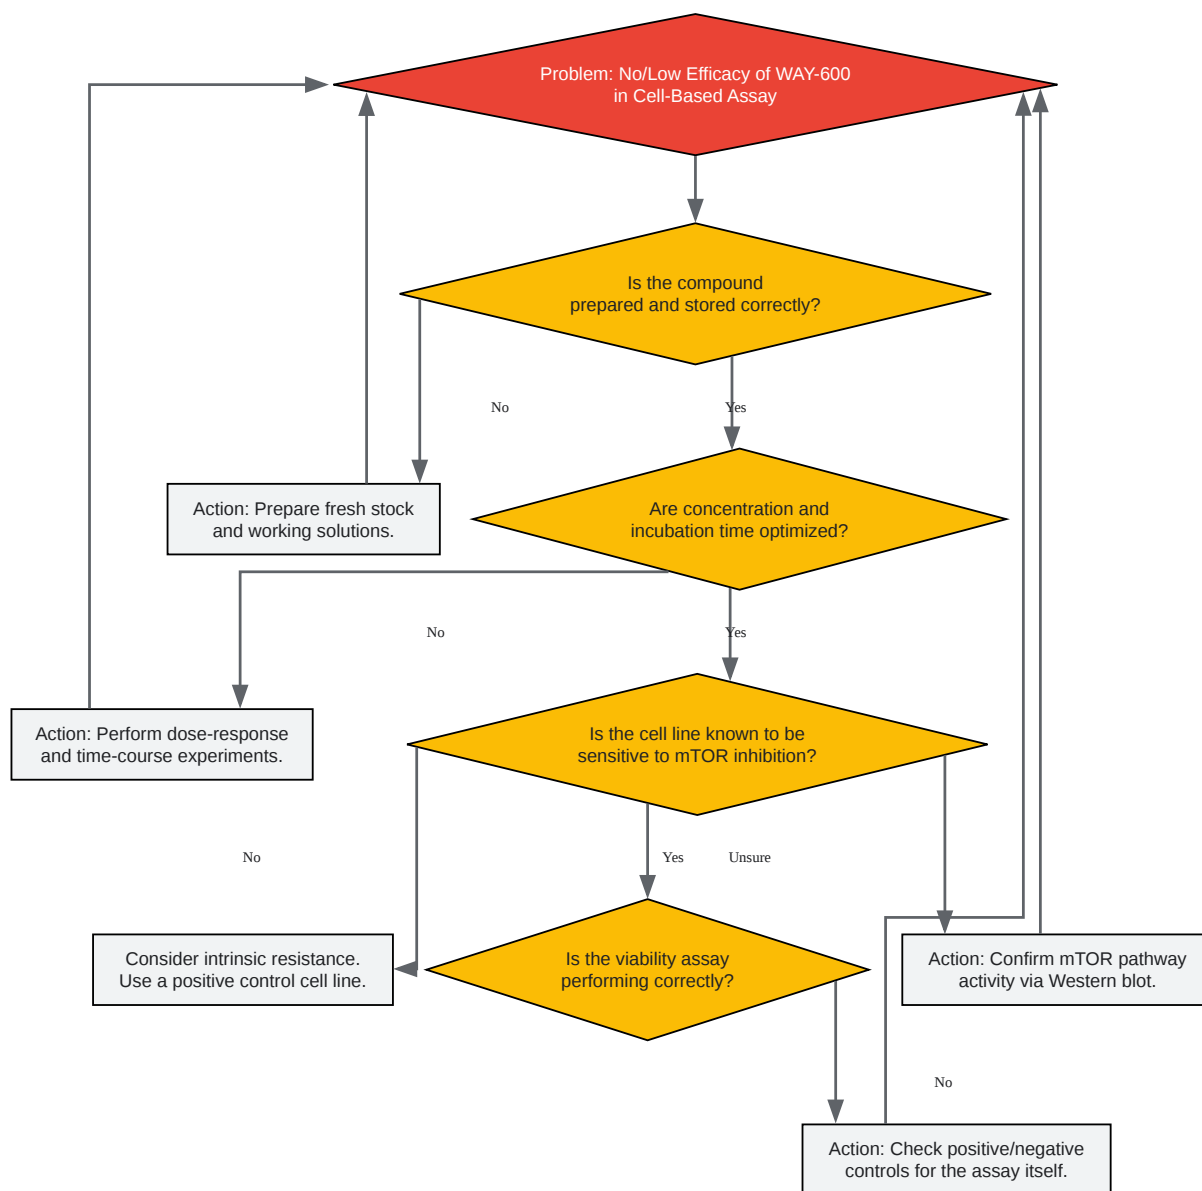 Problem: No/Low Efficacy of WAY-600
in Cell-Based Assay
Is the compound
prepared and stored correctly?
No
Yes
Action: Prepare fresh stock
and working solutions.
Are concentration and
incubation time optimized?
No
Yes
Action: Perform dose-response
and time-course experiments.
Is the cell line known to be
sensitive to mTOR inhibition?
No
Yes
Unsure
Consider intrinsic resistance.
Use a positive control cell line.
Is the viability assay
performing correctly?
Action: Confirm mTOR pathway
activity via Western blot.
No
Action: Check positive/negative
controls for the assay itself.